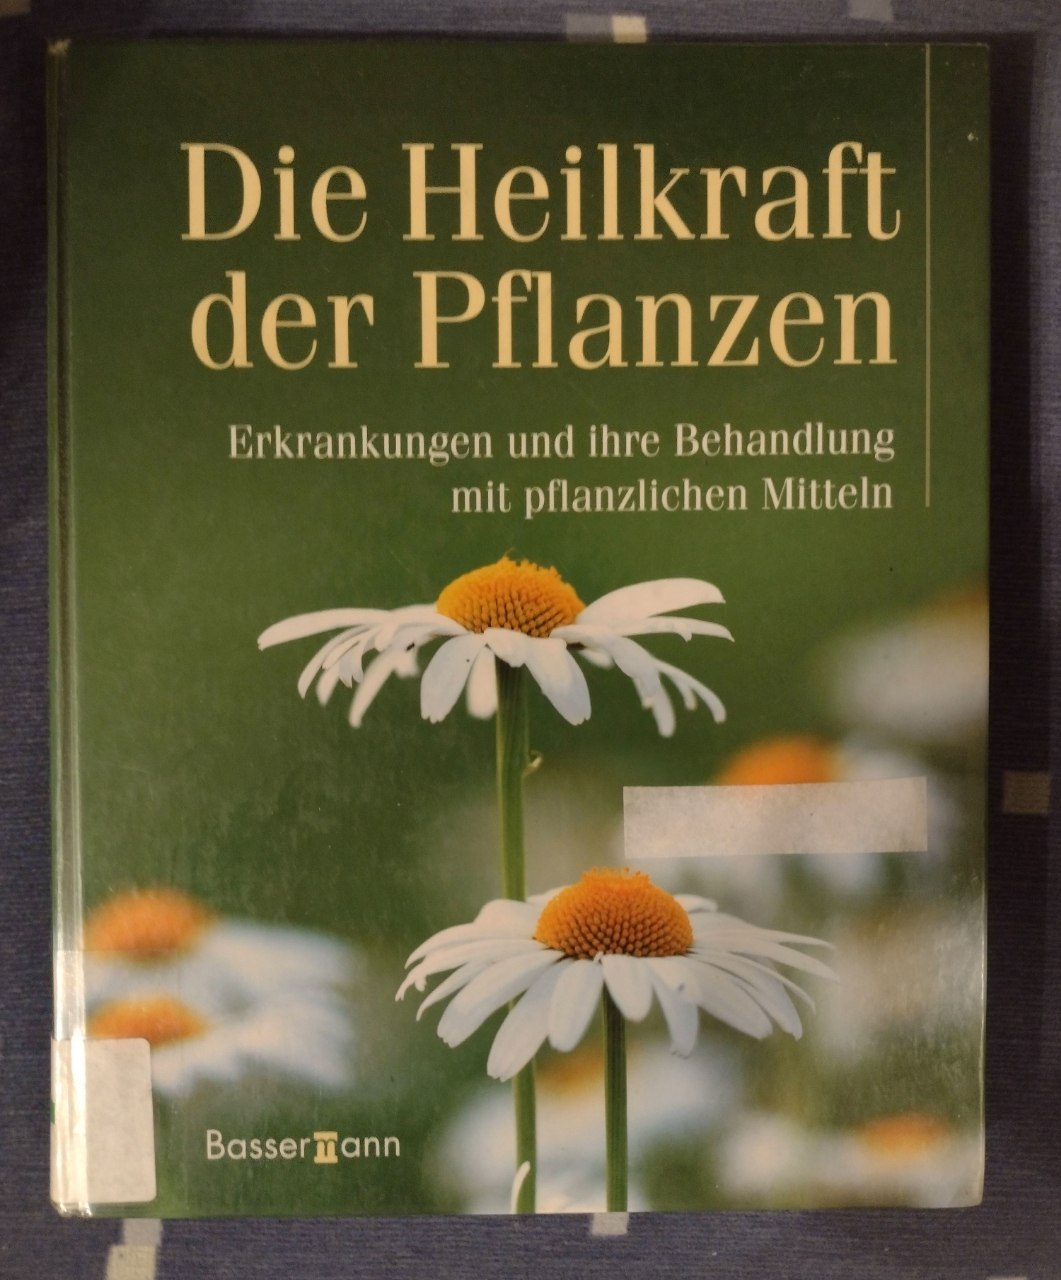 Die Heilkraft
der Pflanzen
Erkrankungen und ihre Behandlung
mit pflanzlichen Mitteln
Bassermann